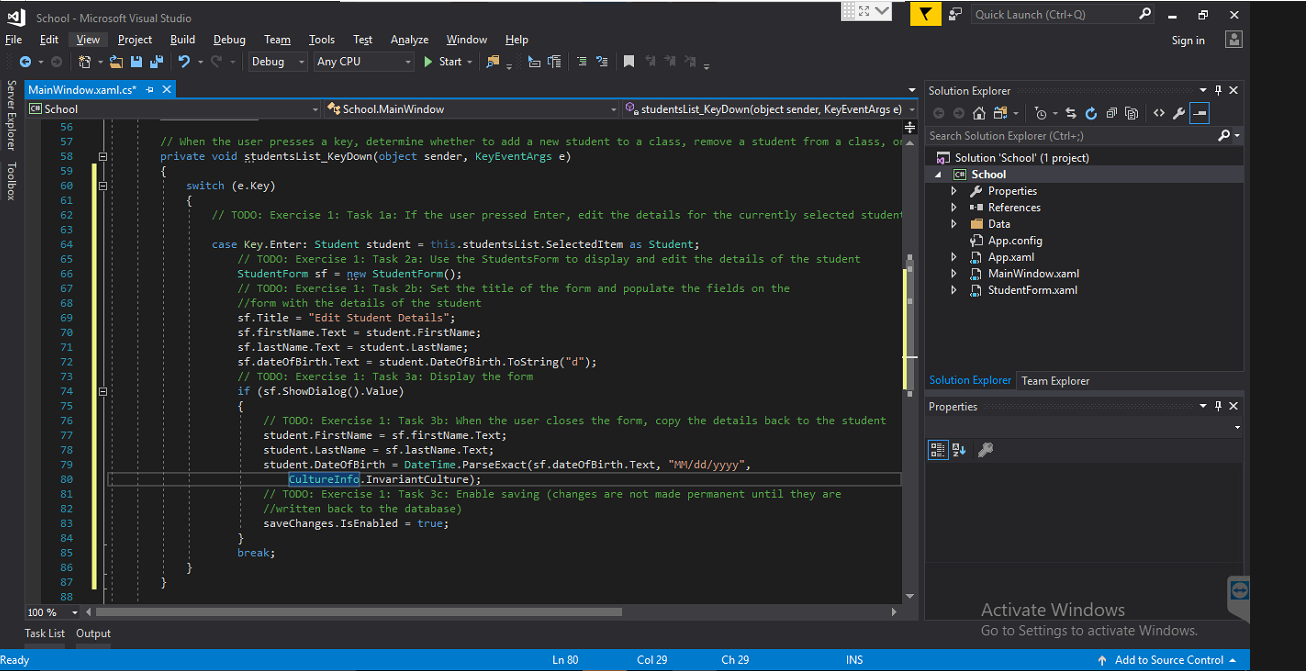 School - Microsoft Visual Studio
Quick Launch (Ctrl+Q)
File Edit View Project Build Debug Team Tools Test Analyze Window Help
Sign in
Debug Any CPU Start
Server Explorer
Toolbox
MainWindow.xaml.cs*
C# School
School.MainWindow
studentsList_KeyDown(object sender, KeyEventArgs e)
56
57 // When the user presses a key, determine whether to add a new student to a class, remove a student from a class, or
58 private void studentsList_KeyDown(object sender, KeyEventArgs e)
59 {
60 switch (e.Key)
61 {
62 // TODO: Exercise 1: Task 1a: If the user pressed Enter, edit the details for the currently selected student
63
64 case Key.Enter: Student student = this.studentsList.SelectedItem as Student;
65 // TODO: Exercise 1: Task 2a: Use the StudentsForm to display and edit the details of the student
66 StudentForm sf = new StudentForm();
67 // TODO: Exercise 1: Task 2b: Set the title of the form and populate the fields on the
68 //form with the details of the student
69 sf.Title = "Edit Student Details";
70 sf.firstName.Text = student.FirstName;
71 sf.lastName.Text = student.LastName;
72 sf.dateOfBirth.Text = student.DateOfBirth.ToString("d");
73 // TODO: Exercise 1: Task 3a: Display the form
74 if (sf.ShowDialog().Value)
75 {
76 // TODO: Exercise 1: Task 3b: When the user closes the form, copy the details back to the student
77 student.FirstName = sf.firstName.Text;
78 student.LastName = sf.lastName.Text;
79 student.DateOfBirth = DateTime.ParseExact(sf.dateOfBirth.Text, "MM/dd/yyyy",
80 CultureInfo.InvariantCulture);
81 // TODO: Exercise 1: Task 3c: Enable saving (changes are not made permanent until they are
82 //written back to the database)
83 saveChanges.IsEnabled = true;
84 }
85 break;
86 }
87 }
88
100 %
Task List Output
Solution Explorer
Search Solution Explorer (Ctrl+;)
Solution 'School' (1 project)
C# School
Properties
References
Data
App.config
App.xaml
MainWindow.xaml
StudentForm.xaml
Solution Explorer Team Explorer
Properties
Activate Windows
Go to Settings to activate Windows.
Ready Ln 80 Col 29 Ch 29 INS Add to Source Control